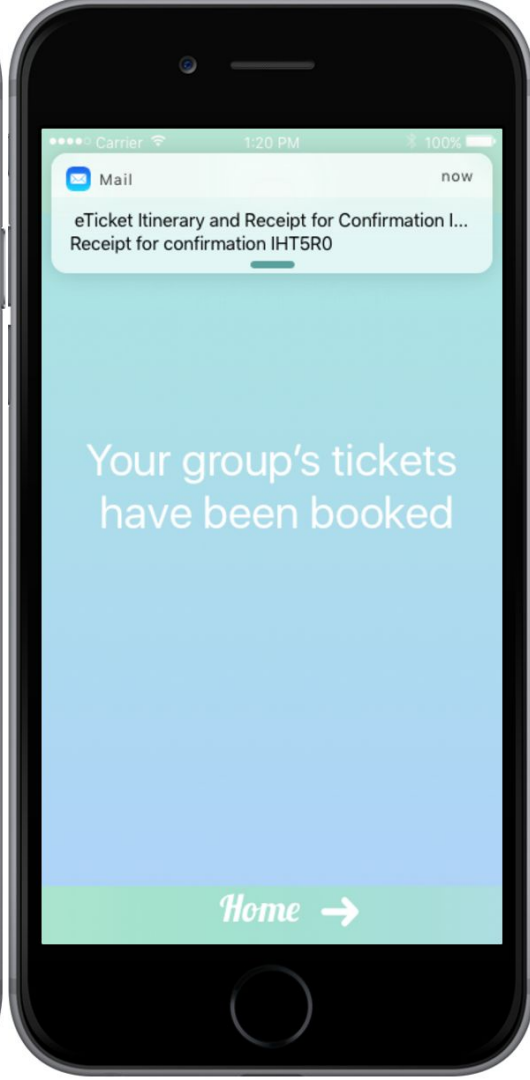 Carrier 1:20 PM 100%
Mail now
eTicket Itinerary and Receipt for Confirmation I...
Receipt for confirmation IHT5R0
Your group's tickets
have been booked
Home